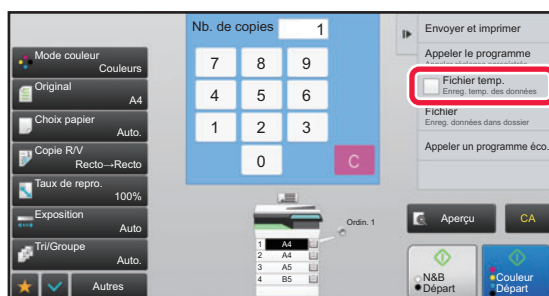 Nb. de copies 1
Mode couleur
Couleurs
Original
A4
Choix papier
Auto.
Copie R/V
Recto→Recto
Taux de repro.
100%
Exposition
Auto
Tri/Groupe
Auto.
Autres
7 8 9
4 5 6
1 2 3
0 C
Ordin. 1
1 A4
2 A4
3 A5
4 B5
Envoyer et imprimer
Appeler le programme
Fichier temp.
Enreg. temp. des données
Fichier
Enreg. données dans dossier
Appeler un programme éco.
Aperçu
CA
N&B
Départ
Couleur
Départ